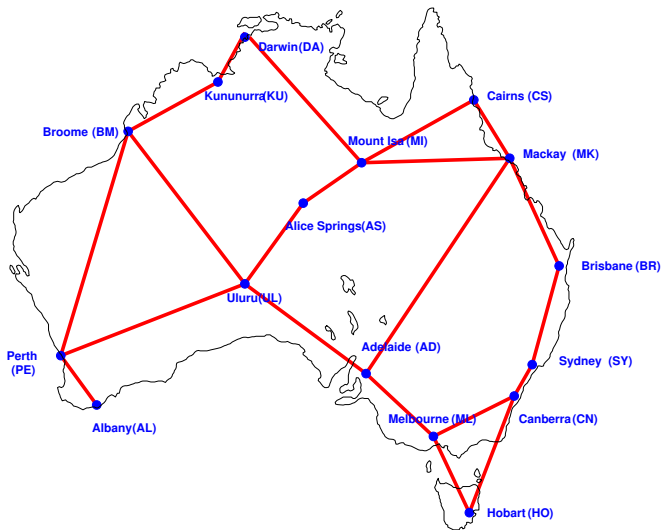 Darwin(DA)
Kununurra(KU)
Cairns (CS)
Broome (BM)
Mount Isa(MI)
Mackay (MK)
Alice Springs(AS)
Brisbane (BR)
Uluru(UL)
Adelaide (AD)
Perth
(PE)
Sydney (SY)
Melbourne(ML)
Canberra(CN)
Albany(AL)
Hobart(HO)